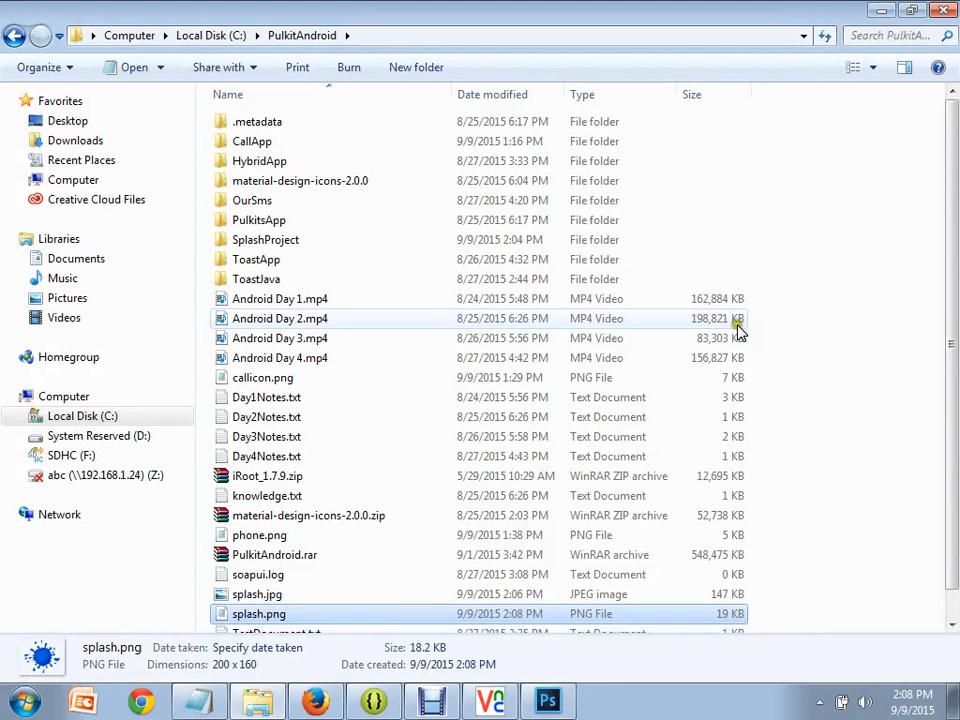 Computer ▸ Local Disk (C:) ▸ PulkitAndroid ▸
Search PulkitA...
Organize Open Share with Print Burn New folder
Name Date modified Type Size
Favorites
Desktop
Downloads
Recent Places
Computer
Creative Cloud Files
Libraries
Documents
Music
Pictures
Videos
Homegroup
Computer
Local Disk (C:)
System Reserved (D:)
SDHC (F:)
abc (\\192.168.1.24) (Z:)
Network
.metadata 8/25/2015 6:17 PM File folder
CallApp 9/9/2015 1:16 PM File folder
HybridApp 8/27/2015 3:33 PM File folder
material-design-icons-2.0.0 8/25/2015 6:04 PM File folder
OurSms 8/27/2015 4:20 PM File folder
PulkitsApp 8/25/2015 6:17 PM File folder
SplashProject 9/9/2015 2:04 PM File folder
ToastApp 8/26/2015 4:32 PM File folder
ToastJava 8/27/2015 2:44 PM File folder
Android Day 1.mp4 8/24/2015 5:48 PM MP4 Video 162,884 KB
Android Day 2.mp4 8/25/2015 6:26 PM MP4 Video 198,821 KB
Android Day 3.mp4 8/26/2015 5:56 PM MP4 Video 83,303 KB
Android Day 4.mp4 8/27/2015 4:42 PM MP4 Video 156,827 KB
callicon.png 9/9/2015 1:29 PM PNG File 7 KB
Day1Notes.txt 8/24/2015 5:56 PM Text Document 3 KB
Day2Notes.txt 8/25/2015 6:26 PM Text Document 1 KB
Day3Notes.txt 8/26/2015 5:58 PM Text Document 2 KB
Day4Notes.txt 8/27/2015 4:43 PM Text Document 1 KB
iRoot_1.7.9.zip 5/29/2015 10:29 AM WinRAR ZIP archive 12,695 KB
knowledge.txt 8/25/2015 6:26 PM Text Document 1 KB
material-design-icons-2.0.0.zip 8/25/2015 2:03 PM WinRAR ZIP archive 52,738 KB
phone.png 9/9/2015 1:38 PM PNG File 5 KB
PulkitAndroid.rar 9/1/2015 3:42 PM WinRAR archive 548,475 KB
soapui.log 8/27/2015 3:08 PM Text Document 0 KB
splash.jpg 9/9/2015 2:06 PM JPEG image 147 KB
splash.png 9/9/2015 2:08 PM PNG File 19 KB
splash.png Date taken: Specify date taken Size: 18.2 KB
PNG File Dimensions: 200 x 160 Date created: 9/9/2015 2:08 PM
2:08 PM
9/9/2015